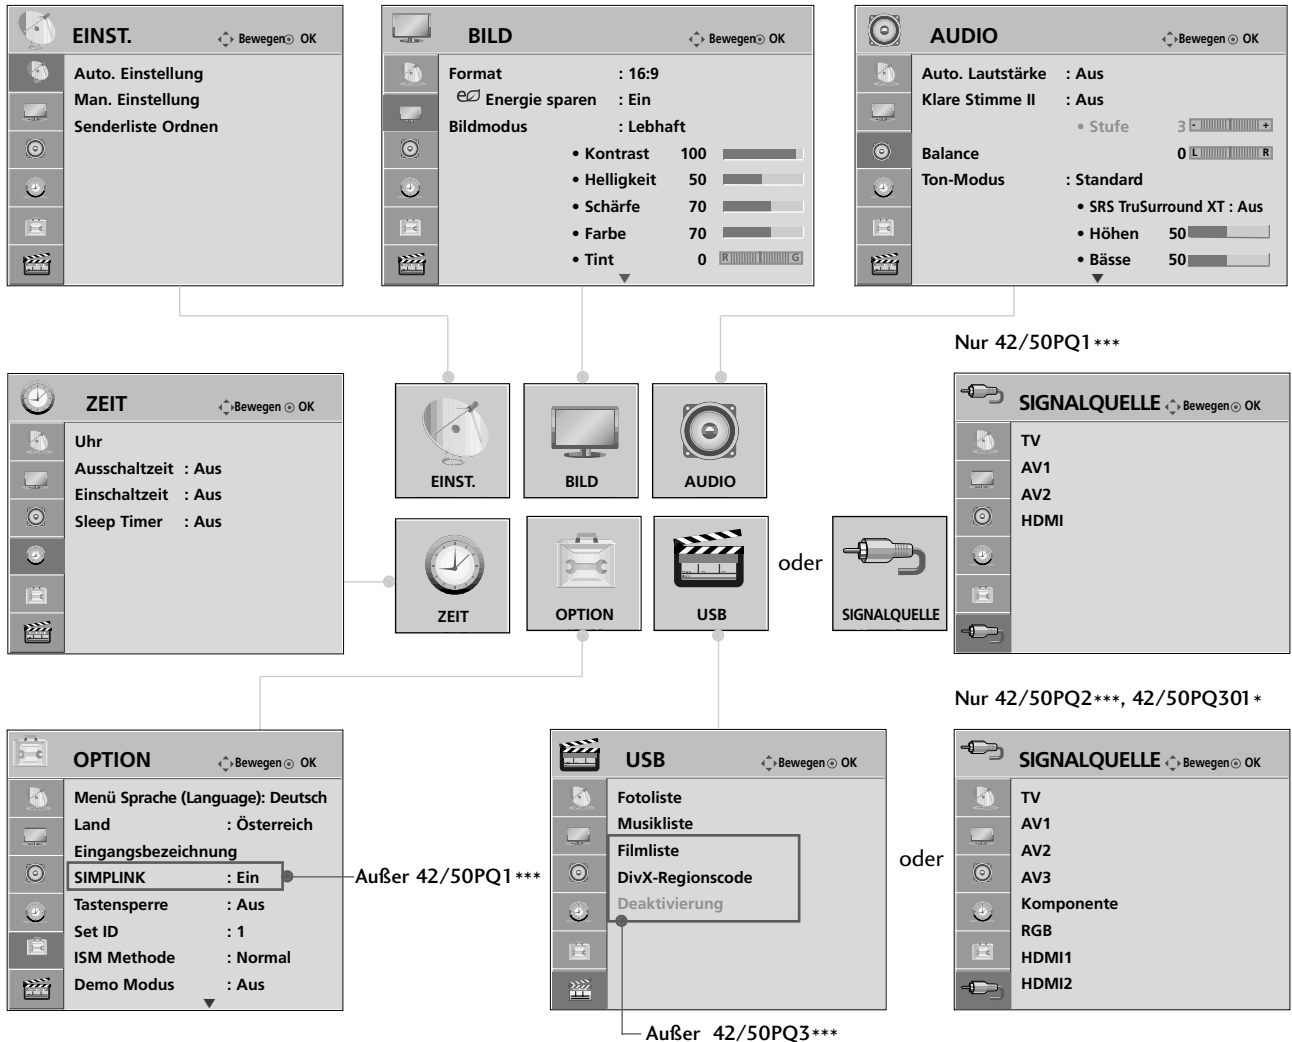 EINST.
Bewegen OK
Auto. Einstellung
Man. Einstellung
Senderliste Ordnen
BILD
Bewegen OK
Format : 16:9
Energie sparen : Ein
Bildmodus : Lebhaft
• Kontrast 100
• Helligkeit 50
• Schärfe 70
• Farbe 70
• Tint 0 R G
AUDIO
Bewegen OK
Auto. Lautstärke : Aus
Klare Stimme II : Aus
• Stufe 3 - +
Balance 0 L R
Ton-Modus : Standard
• SRS TruSurround XT : Aus
• Höhen 50
• Bässe 50
Nur 42/50PQ1***
ZEIT
Bewegen OK
Uhr
Ausschaltzeit : Aus
Einschaltzeit : Aus
Sleep Timer : Aus
EINST.
BILD
AUDIO
ZEIT
OPTION
USB
oder
SIGNALQUELLE
SIGNALQUELLE
Bewegen OK
TV
AV1
AV2
HDMI
Nur 42/50PQ2***, 42/50PQ301*
OPTION
Bewegen OK
Menü Sprache (Language): Deutsch
Land : Österreich
Eingangsbezeichnung
SIMPLINK : Ein
Tastensperre : Aus
Set ID : 1
ISM Methode : Normal
Demo Modus : Aus
Außer 42/50PQ1***
USB
Bewegen OK
Fotoliste
Musikliste
Filmliste
DivX-Regionscode
Deaktivierung
Außer 42/50PQ3***
oder
SIGNALQUELLE
Bewegen OK
TV
AV1
AV2
AV3
Komponente
RGB
HDMI1
HDMI2